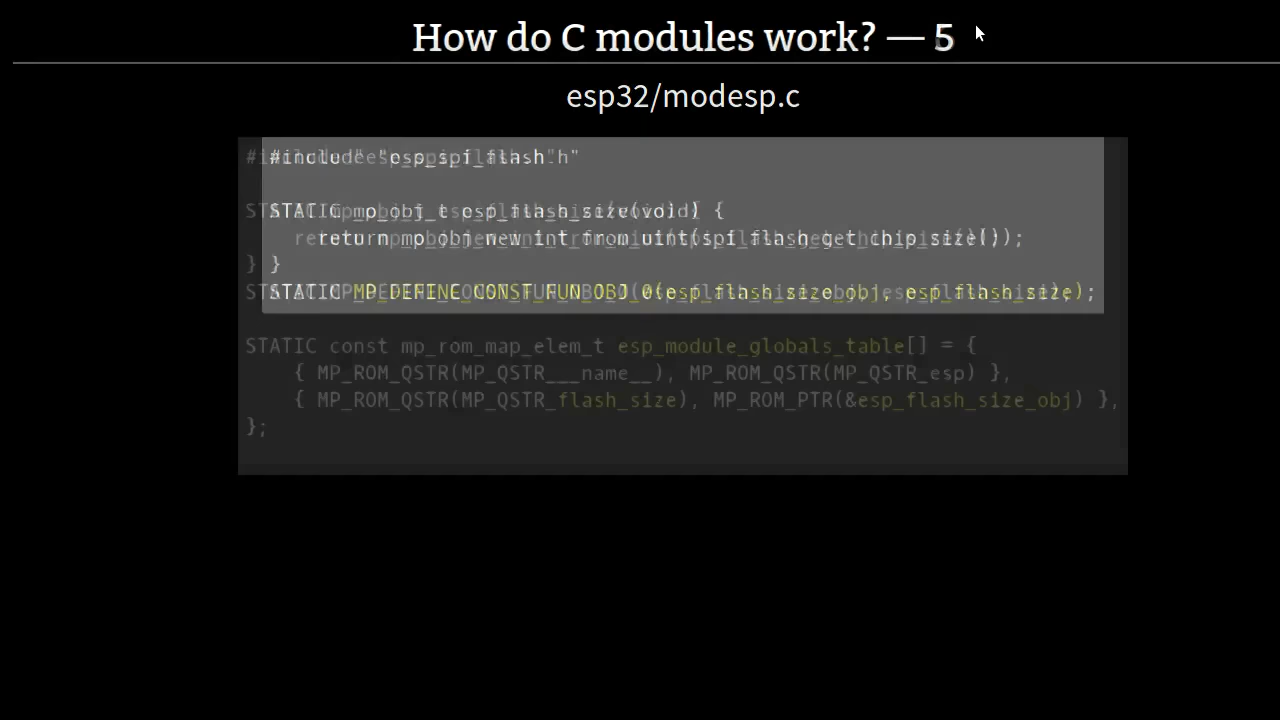 How do C modules work? — 5
esp32/modesp.c
#include "esp_spi_flash.h"
STATIC mp_obj_t esp_flash_size(void) {
return mp_obj_new_int_from_uint(spi_flash_get_chip_size());
}
STATIC MP_DEFINE_CONST_FUN_OBJ_0(esp_flash_size_obj, esp_flash_size);
STATIC const mp_rom_map_elem_t esp_module_globals_table[] = {
{ MP_ROM_QSTR(MP_QSTR___name__), MP_ROM_QSTR(MP_QSTR_esp) },
{ MP_ROM_QSTR(MP_QSTR_flash_size), MP_ROM_PTR(&esp_flash_size_obj) },
};